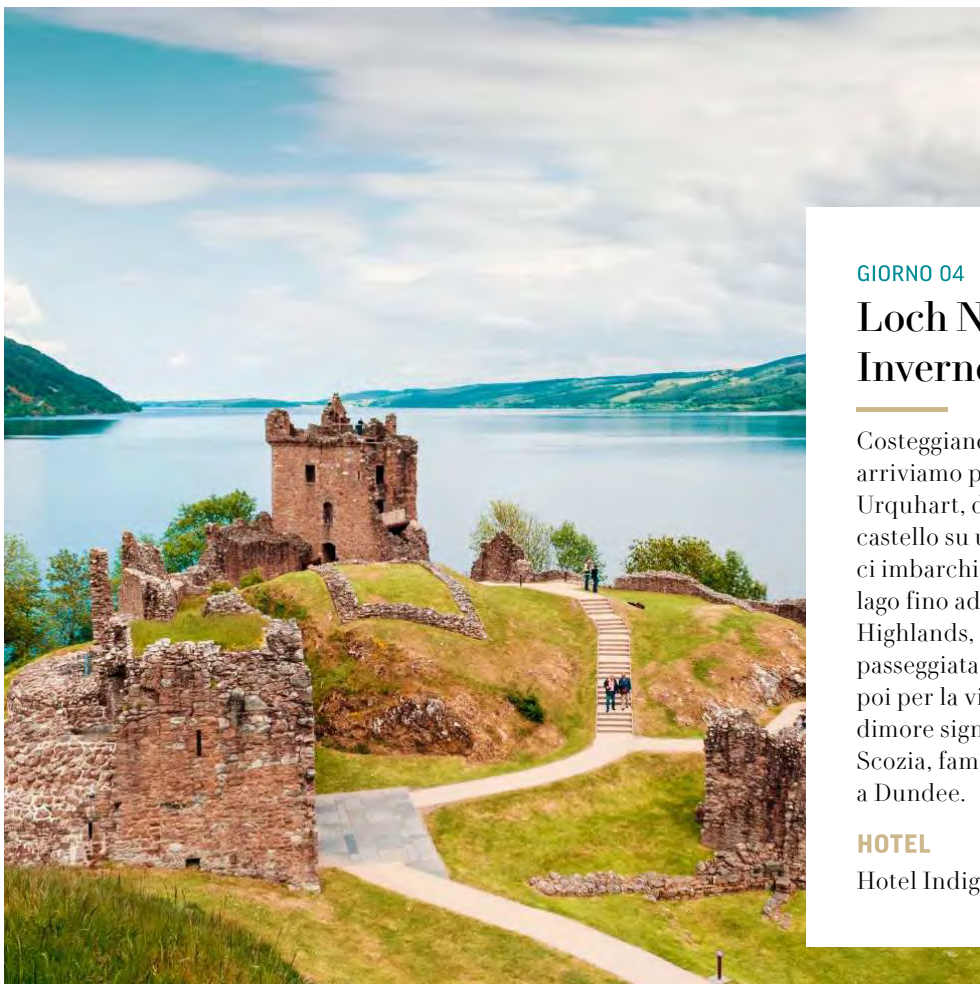 GIORNO 04
Loch N
Inverne
Costeggiand
arriviamo p
Urquhart, 
castello su u
ci imbarchi
lago fino ad
Highlands,
passeggiata
poi per la vi
dimore sign
Scozia, fam
a Dundee.
HOTEL
Hotel Indig